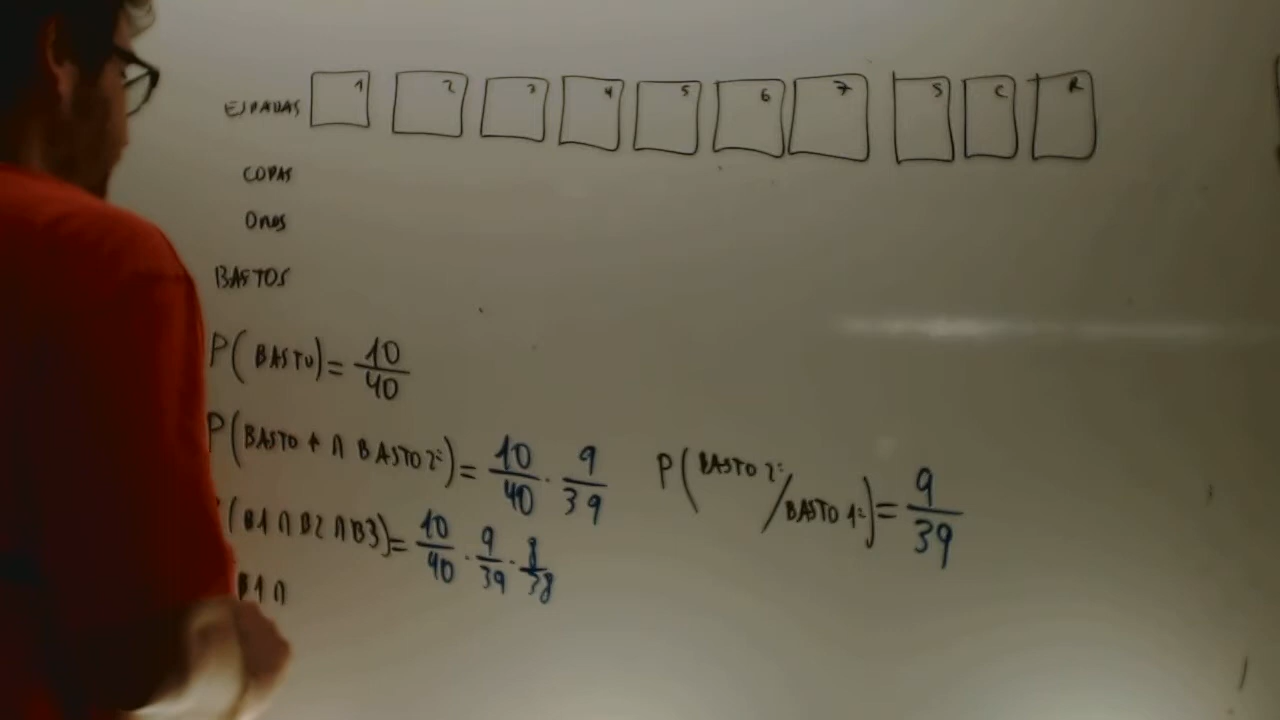 ESPADAS 1 2 3 4 5 6 7 S C R
COPAS
Oros
BASTOS
P(BASTO) = 10/40
P(BASTO 1 ∩ BASTO 2º) = 10/40 · 9/39
P(BASTO 2º/BASTO 1º) = 9/39
(B1 ∩ B2 ∩ B3) = 10/40 · 9/39 · 8/38
B1 ∩